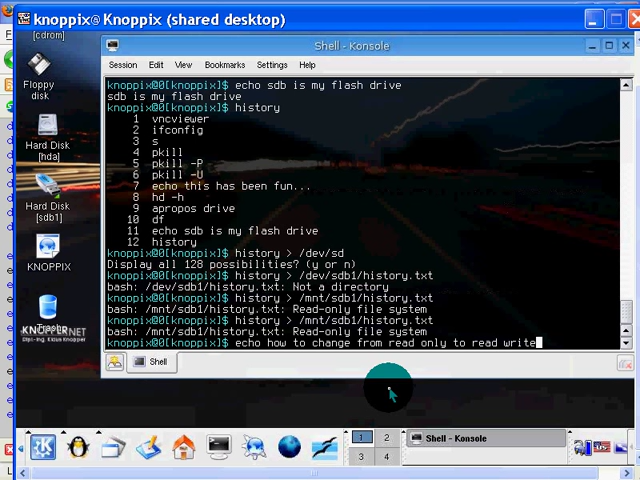 knoppix@Knoppix (shared desktop)
[cdrom]
Floppy
disk
Hard Disk
[hda]
Hard Disk
[sdb1]
KNOPPIX
Trash
KNOPPER.NET
Dipl.-Ing. Klaus Knopper
Shell - Konsole
Session Edit View Bookmarks Settings Help
knoppix@0[knoppix]$ echo sdb is my flash drive
sdb is my flash drive
knoppix@0[knoppix]$ history
1 vncviewer
2 ifconfig
3 s
4 pkill
5 pkill -P
6 pkill -U
7 echo this has been fun...
8 hd -h
9 apropos drive
10 df
11 echo sdb is my flash drive
12 history
knoppix@0[knoppix]$ history > /dev/sd
Display all 128 possibilities? (y or n)
knoppix@0[knoppix]$ history > /dev/sdb1/history.txt
bash: /dev/sdb1/history.txt: Not a directory
knoppix@0[knoppix]$ history > /mnt/sdb1/history.txt
bash: /mnt/sdb1/history.txt: Read-only file system
knoppix@0[knoppix]$ history > /mnt/sdb1/history.txt
bash: /mnt/sdb1/history.txt: Read-only file system
knoppix@0[knoppix]$ echo how to change from read only to read write
Shell
1 2
3 4
Shell - Konsole